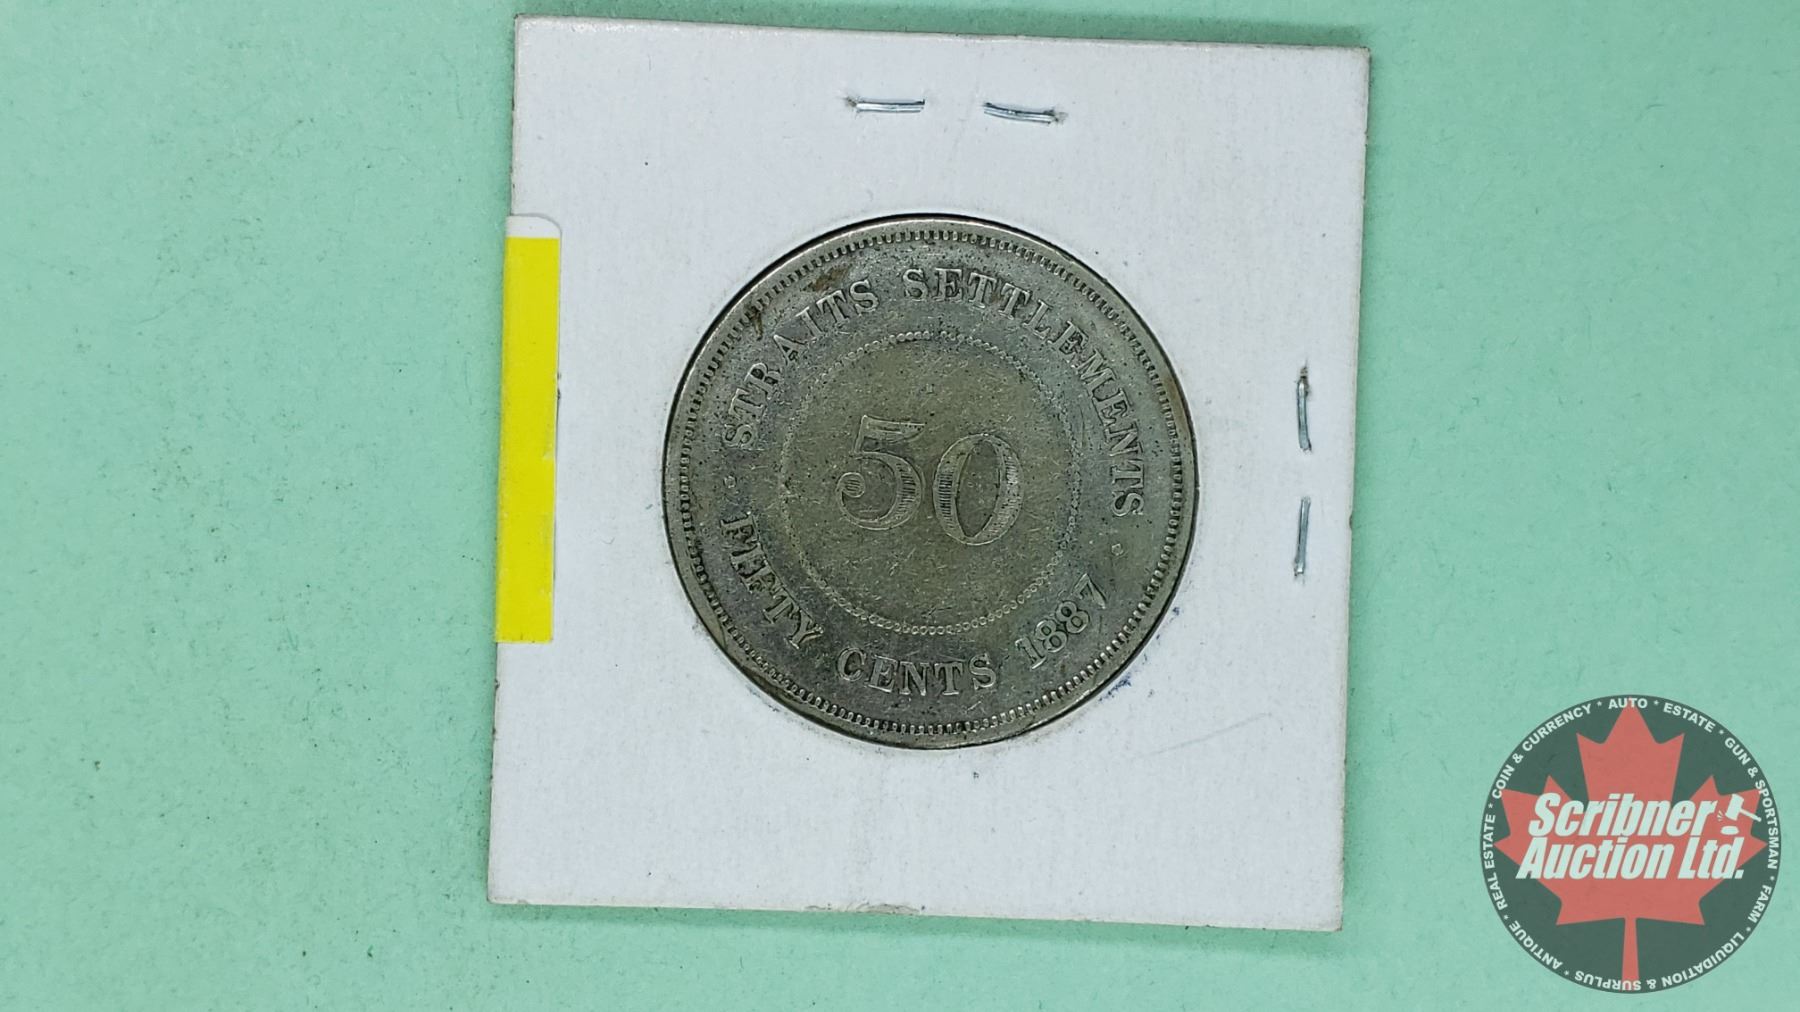 STRAITS SETTLEMENTS
50
FIFTY CENTS 1887
Scribner
Auction Ltd.
REAL ESTATE * COIN & CURRENCY * AUTO * ESTATE * GUN & SPORTSMAN * FARM * LIQUIDATION & SURPLUS * ANTIQUE *